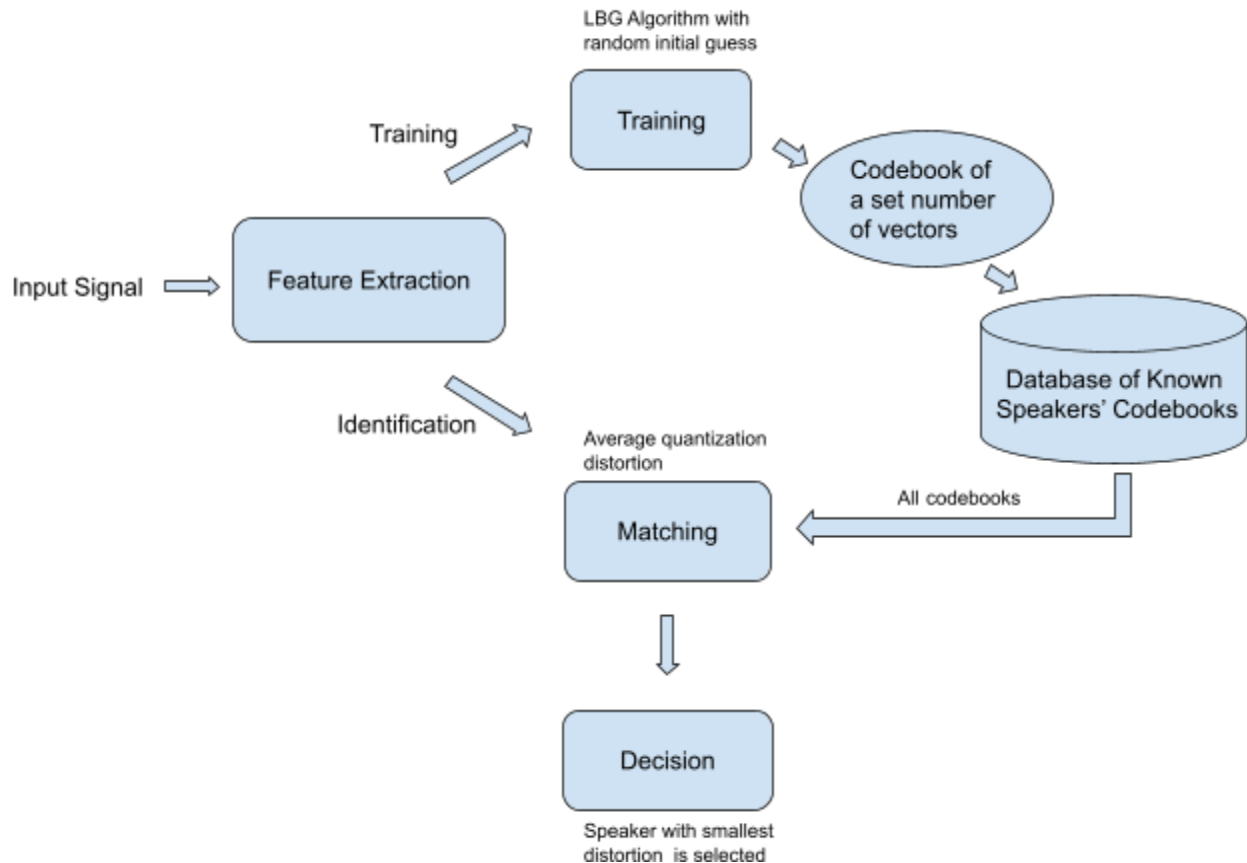 LBG Algorithm with
random initial guess
Training
Training
Codebook of
a set number
of vectors
Input Signal
Feature Extraction
Database of Known
Speakers’ Codebooks
Identification
Average quantization
distortion
All codebooks
Matching
Decision
Speaker with smallest
distortion is selected